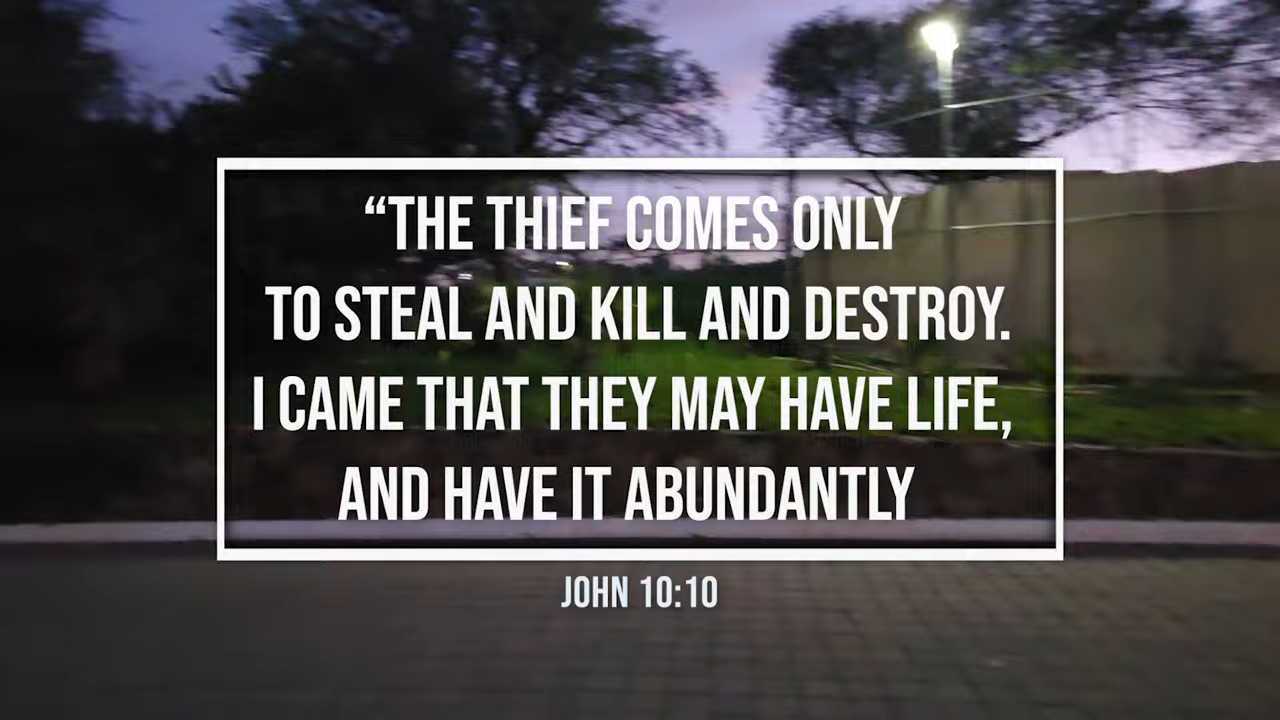 “THE THIEF COMES ONLY
TO STEAL AND KILL AND DESTROY.
I CAME THAT THEY MAY HAVE LIFE,
AND HAVE IT ABUNDANTLY
JOHN 10:10